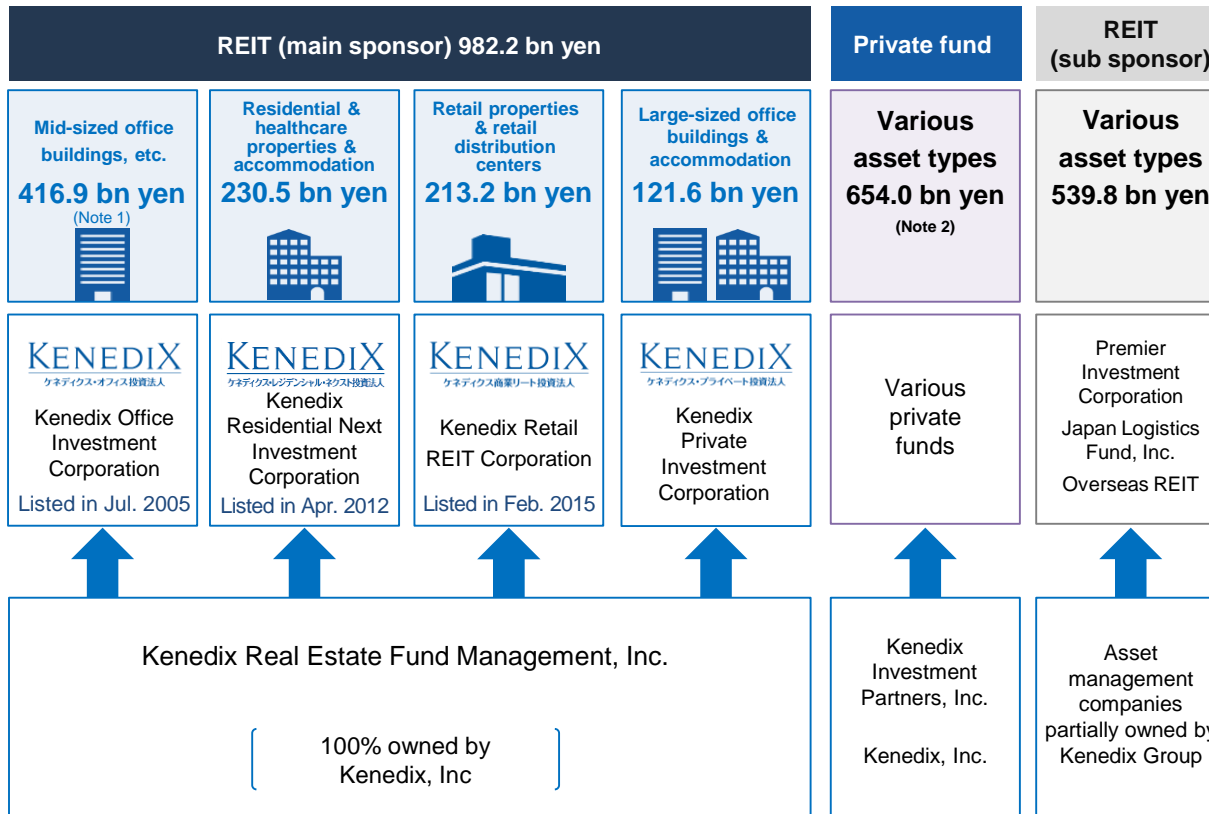 REIT (main sponsor) 982.2 bn yen
Private fund
REIT
(sub sponsor)
Mid-sized office
buildings, etc.
416.9 bn yen
(Note 1)
Residential &
healthcare
properties &
accommodation
230.5 bn yen
Retail properties
& retail
distribution
centers
213.2 bn yen
Large-sized office
buildings &
accommodation
121.6 bn yen
Various
asset types
654.0 bn yen
(Note 2)
Various
asset types
539.8 bn yen
KENEDIX
ケネディクス・オフィス投資法人
Kenedix Office
Investment
Corporation
Listed in Jul. 2005
KENEDIX
ケネディクス・レジデンシャル・ネクスト投資法人
Kenedix
Residential Next
Investment
Corporation
Listed in Apr. 2012
KENEDIX
ケネディクス商業リート投資法人
Kenedix Retail
REIT Corporation
Listed in Feb. 2015
KENEDIX
ケネディクス・プライベート投資法人
Kenedix
Private
Investment
Corporation
Various
private
funds
Premier
Investment
Corporation
Japan Logistics
Fund, Inc.
Overseas REIT
Kenedix Real Estate Fund Management, Inc.
100% owned by
Kenedix, Inc
Kenedix
Investment
Partners, Inc.
Kenedix, Inc.
Asset
management
companies
partially owned by
Kenedix Group